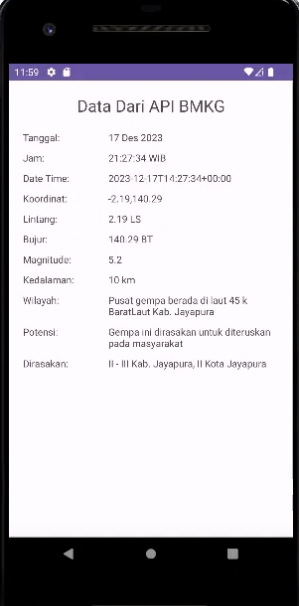 11:59
Data Dari API BMKG
Tanggal: 17 Des 2023
Jam: 21:27:34 WIB
Date Time: 2023-12-17T14:27:34+00:00
Koordinat: -2.19,140.29
Lintang: 2.19 LS
Bujur: 140.29 BT
Magnitude: 5.2
Kedalaman: 10 km
Wilayah: Pusat gempa berada di laut 45 k
BaratLaut Kab. Jayapura
Potensi: Gempa ini dirasakan untuk diteruskan
pada masyarakat
Dirasakan: II - III Kab. Jayapura, II Kota Jayapura